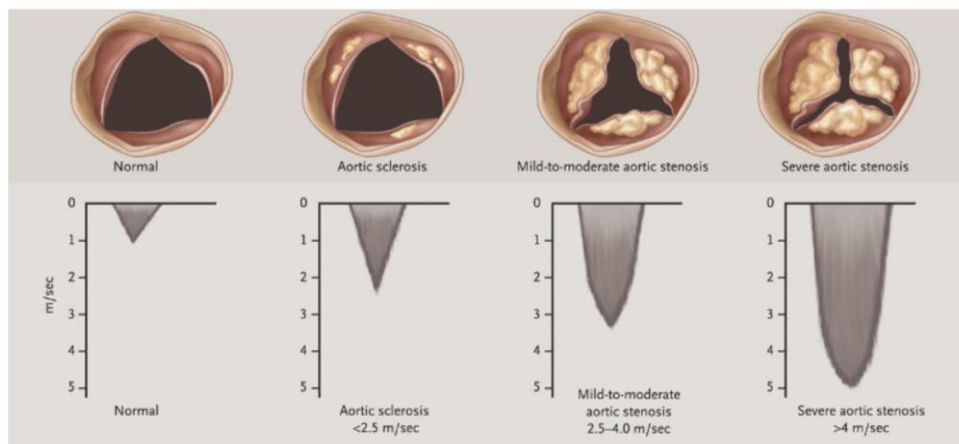 Normal
Aortic sclerosis
Mild-to-moderate aortic stenosis
Severe aortic stenosis
m/sec
0
1
2
3
4
5
0
1
2
3
4
5
0
1
2
3
4
5
0
1
2
3
4
5
Normal
Aortic sclerosis
<2.5 m/sec
Mild-to-moderate
aortic stenosis
2.5–4.0 m/sec
Severe aortic stenosis
>4 m/sec